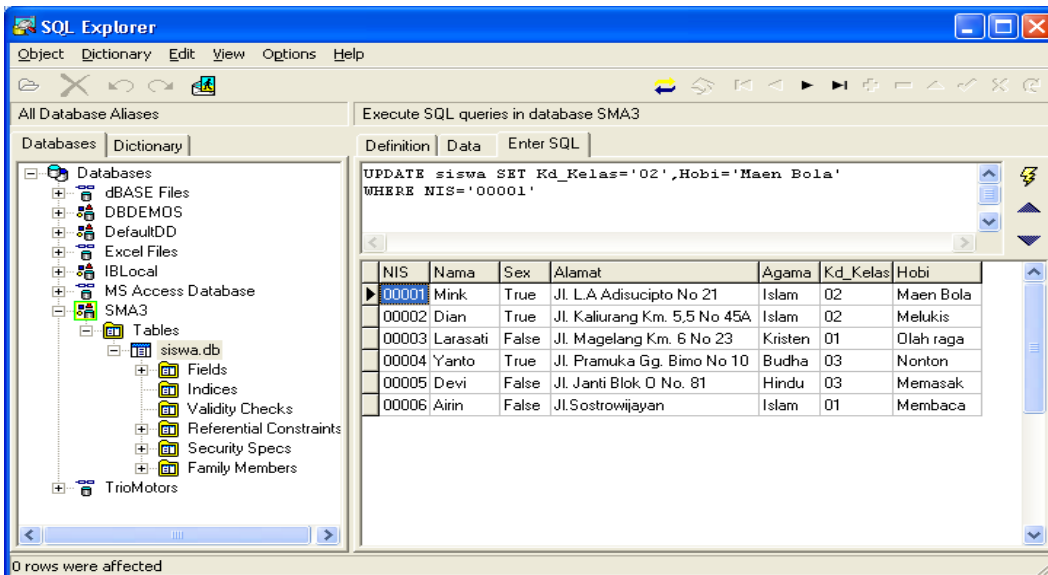 SQL Explorer
Object Dictionary Edit View Options Help
All Database Aliases
Execute SQL queries in database SMA3
Databases Dictionary
Definition Data Enter SQL
Databases
dBASE Files
DBDEMOS
DefaultDD
Excel Files
IBLocal
MS Access Database
SMA3
Tables
siswa.db
Fields
Indices
Validity Checks
Referential Constraints
Security Specs
Family Members
TrioMotors
UPDATE siswa SET Kd_Kelas='02',Hobi='Maen Bola'
WHERE NIS='00001'
NIS Nama Sex Alamat Agama Kd_Kelas Hobi
00001 Mink True Jl. L.A Adisucipto No 21 Islam 02 Maen Bola
00002 Dian True Jl. Kaliurang Km. 5,5 No 45A Islam 02 Melukis
00003 Larasati False Jl. Magelang Km. 6 No 23 Kristen 01 Olah raga
00004 Yanto True Jl. Pramuka Gg. Bimo No 10 Budha 03 Nonton
00005 Devi False Jl. Janti Blok O No. 81 Hindu 03 Memasak
00006 Airin False Jl.Sostrowijayan Islam 01 Membaca
0 rows were affected